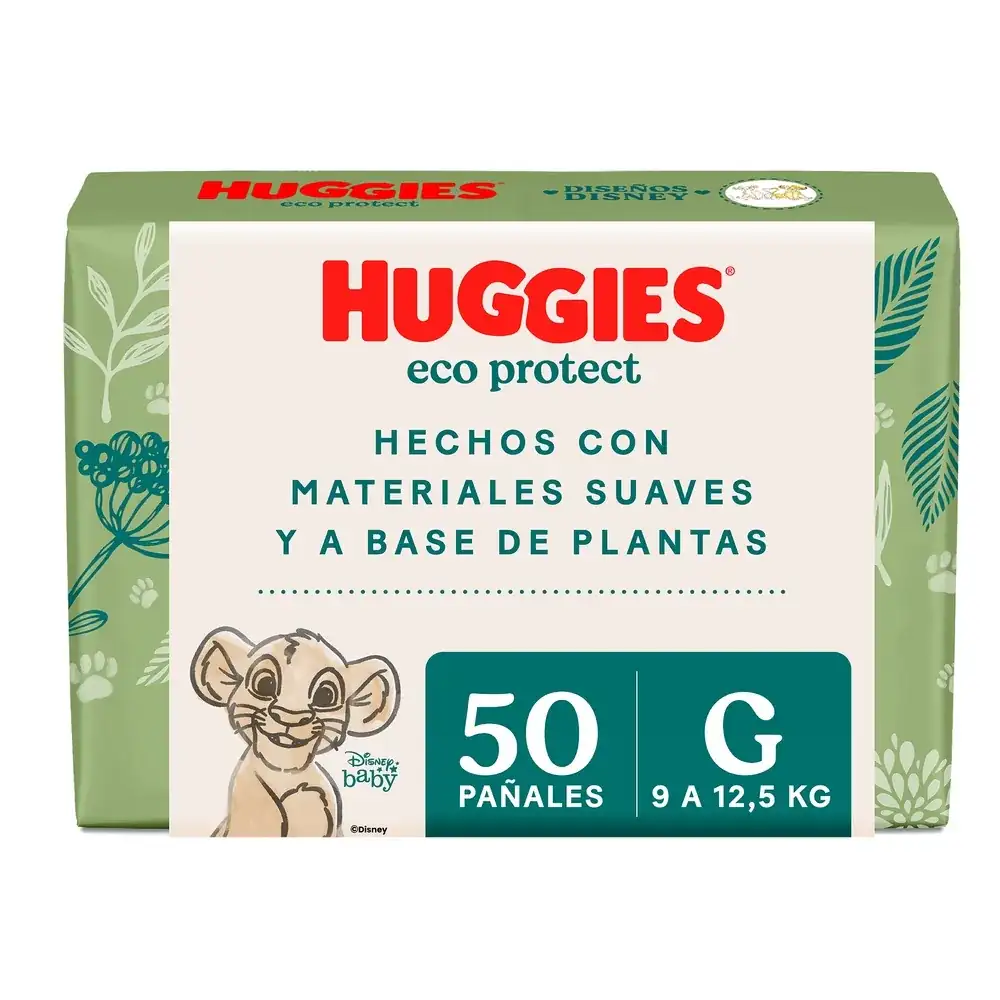 HUGGIES
eco protect
DISEÑOS
DISNEY
HUGGIES®
eco protect
HECHOS CON
MATERIALES SUAVES
Y A BASE DE PLANTAS
Disney
baby
©Disney
50
PAÑALES
G
9 A 12,5 KG